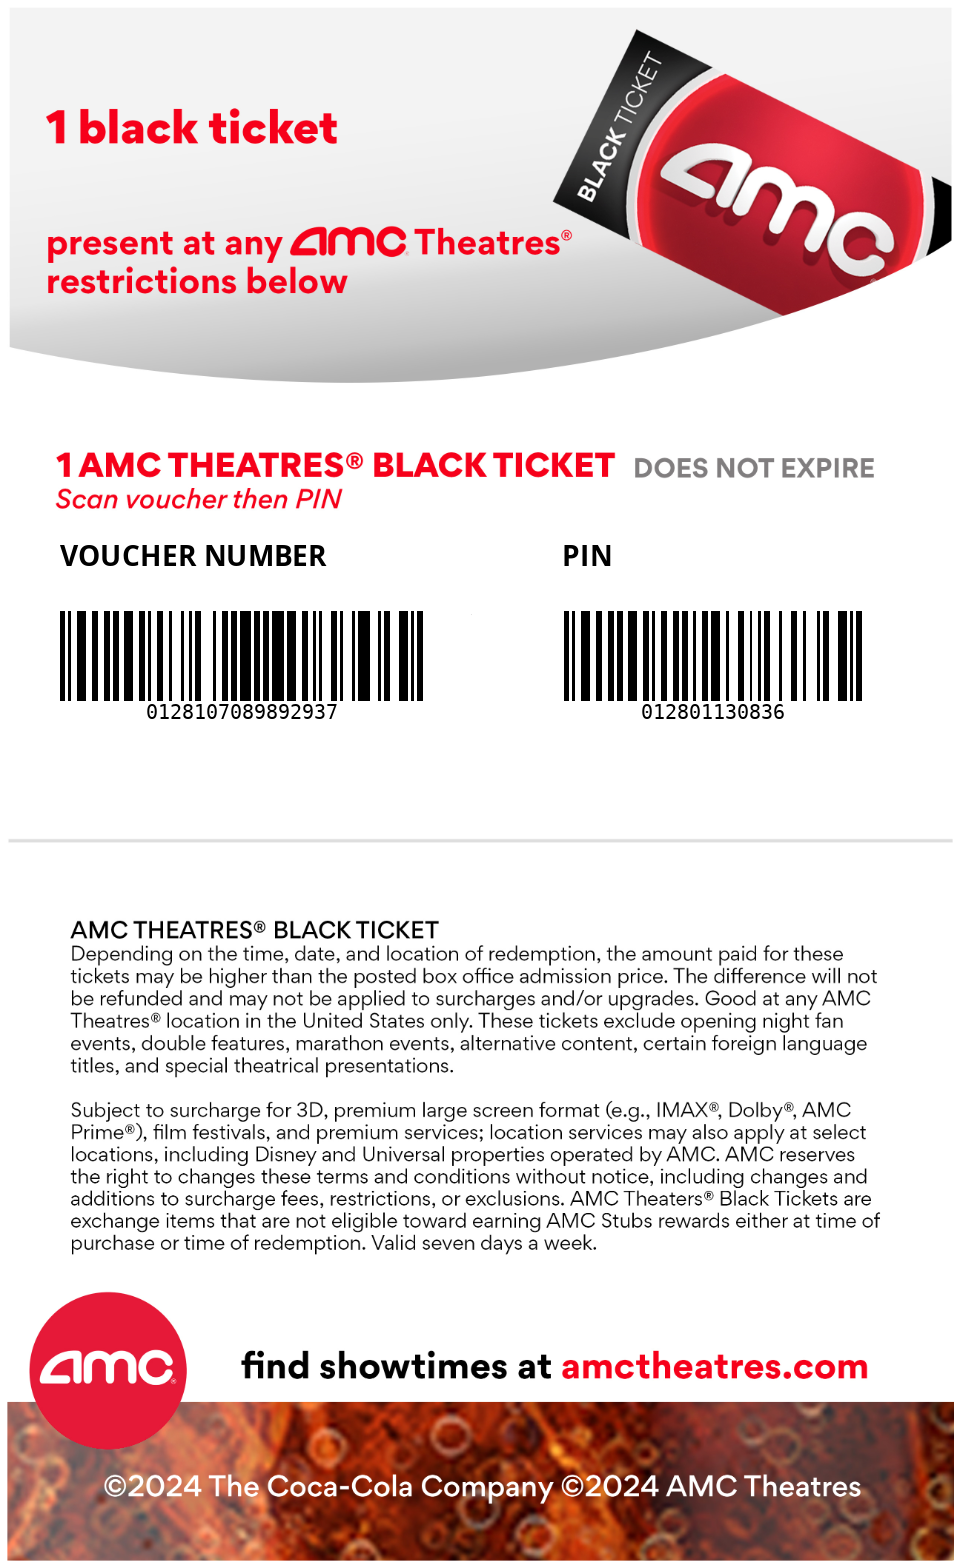 BLACK TICKET
amc
1 black ticket
present at any amc Theatres®
restrictions below
1 AMC THEATRES® BLACK TICKET DOES NOT EXPIRE
Scan voucher then PIN
VOUCHER NUMBER PIN
0128107089892937 012801130836
AMC THEATRES® BLACK TICKET
Depending on the time, date, and location of redemption, the amount paid for these
tickets may be higher than the posted box office admission price. The difference will not
be refunded and may not be applied to surcharges and/or upgrades. Good at any AMC
Theatres® location in the United States only. These tickets exclude opening night fan
events, double features, marathon events, alternative content, certain foreign language
titles, and special theatrical presentations.
Subject to surcharge for 3D, premium large screen format (e.g., IMAX®, Dolby®, AMC
Prime®), film festivals, and premium services; location services may also apply at select
locations, including Disney and Universal properties operated by AMC. AMC reserves
the right to changes these terms and conditions without notice, including changes and
additions to surcharge fees, restrictions, or exclusions. AMC Theaters® Black Tickets are
exchange items that are not eligible toward earning AMC Stubs rewards either at time of
purchase or time of redemption. Valid seven days a week.
amc®
find showtimes at amctheatres.com
©2024 The Coca-Cola Company ©2024 AMC Theatres